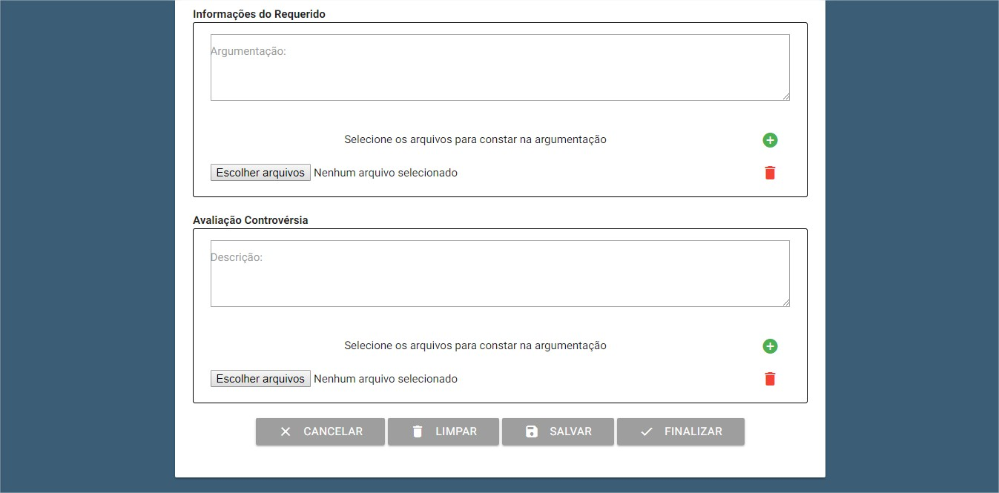 Informações do Requerido
Argumentação:
Selecione os arquivos para constar na argumentação
Escolher arquivos Nenhum arquivo selecionado
Avaliação Controvérsia
Descrição:
Selecione os arquivos para constar na argumentação
Escolher arquivos Nenhum arquivo selecionado
CANCELAR LIMPAR SALVAR FINALIZAR